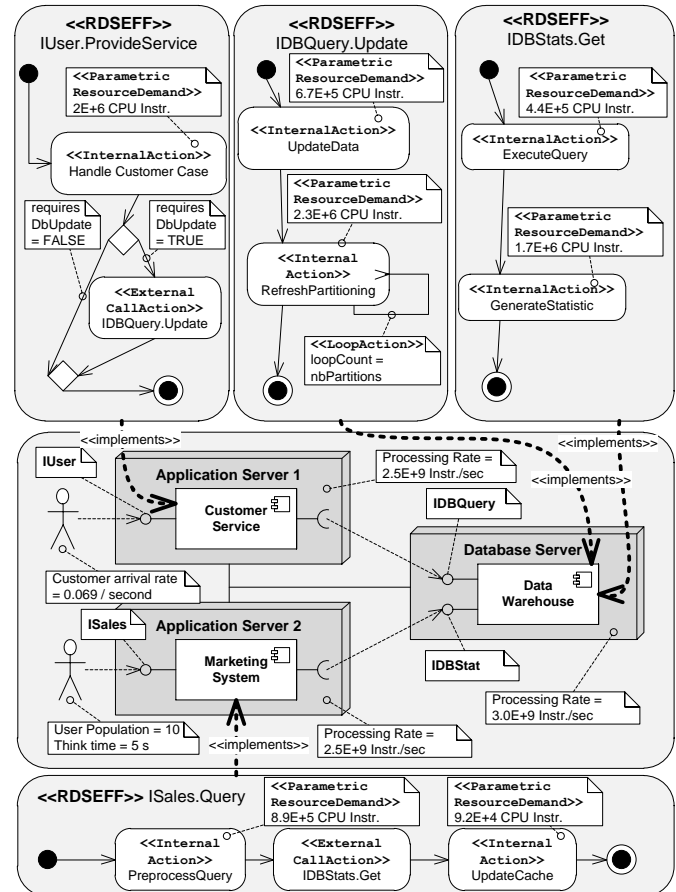 <<RDSEFF>>
IUser.ProvideService
<<Parametric
ResourceDemand>>
2E+6 CPU Instr.
<<InternalAction>>
Handle Customer Case
requires
DbUpdate
= FALSE
requires
DbUpdate
= TRUE
<<External
CallAction>>
IDBQuery.Update
<<RDSEFF>>
IDBQuery.Update
<<Parametric
ResourceDemand>>
6.7E+5 CPU Instr.
<<InternalAction>>
UpdateData
<<Parametric
ResourceDemand>>
2.3E+6 CPU Instr.
<<Internal
Action>>
RefreshPartitioning
<<LoopAction>>
loopCount =
nbPartitions
<<RDSEFF>>
IDBStats.Get
<<Parametric
ResourceDemand>>
4.4E+5 CPU Instr.
<<InternalAction>>
ExecuteQuery
<<Parametric
ResourceDemand>>
1.7E+6 CPU Instr.
<<InternalAction>>
GenerateStatistic
<<implements>>
<<implements>>
<<implements>>
IUser
Application Server 1
Customer
Service
Processing Rate =
2.5E+9 Instr./sec
IDBQuery
Database Server
Data
Warehouse
Customer arrival rate
= 0.069 / second
ISales
Application Server 2
Marketing
System
IDBStat
Processing Rate =
3.0E+9 Instr./sec
User Population = 10
Think time = 5 s
<<implements>>
Processing Rate =
2.5E+9 Instr./sec
<<RDSEFF>> ISales.Query
<<Parametric
ResourceDemand>>
8.9E+5 CPU Instr.
<<Parametric
ResourceDemand>>
9.2E+4 CPU Instr.
<<Internal
Action>>
PreprocessQuery
<<External
CallAction>>
IDBStats.Get
<<Internal
Action>>
UpdateCache